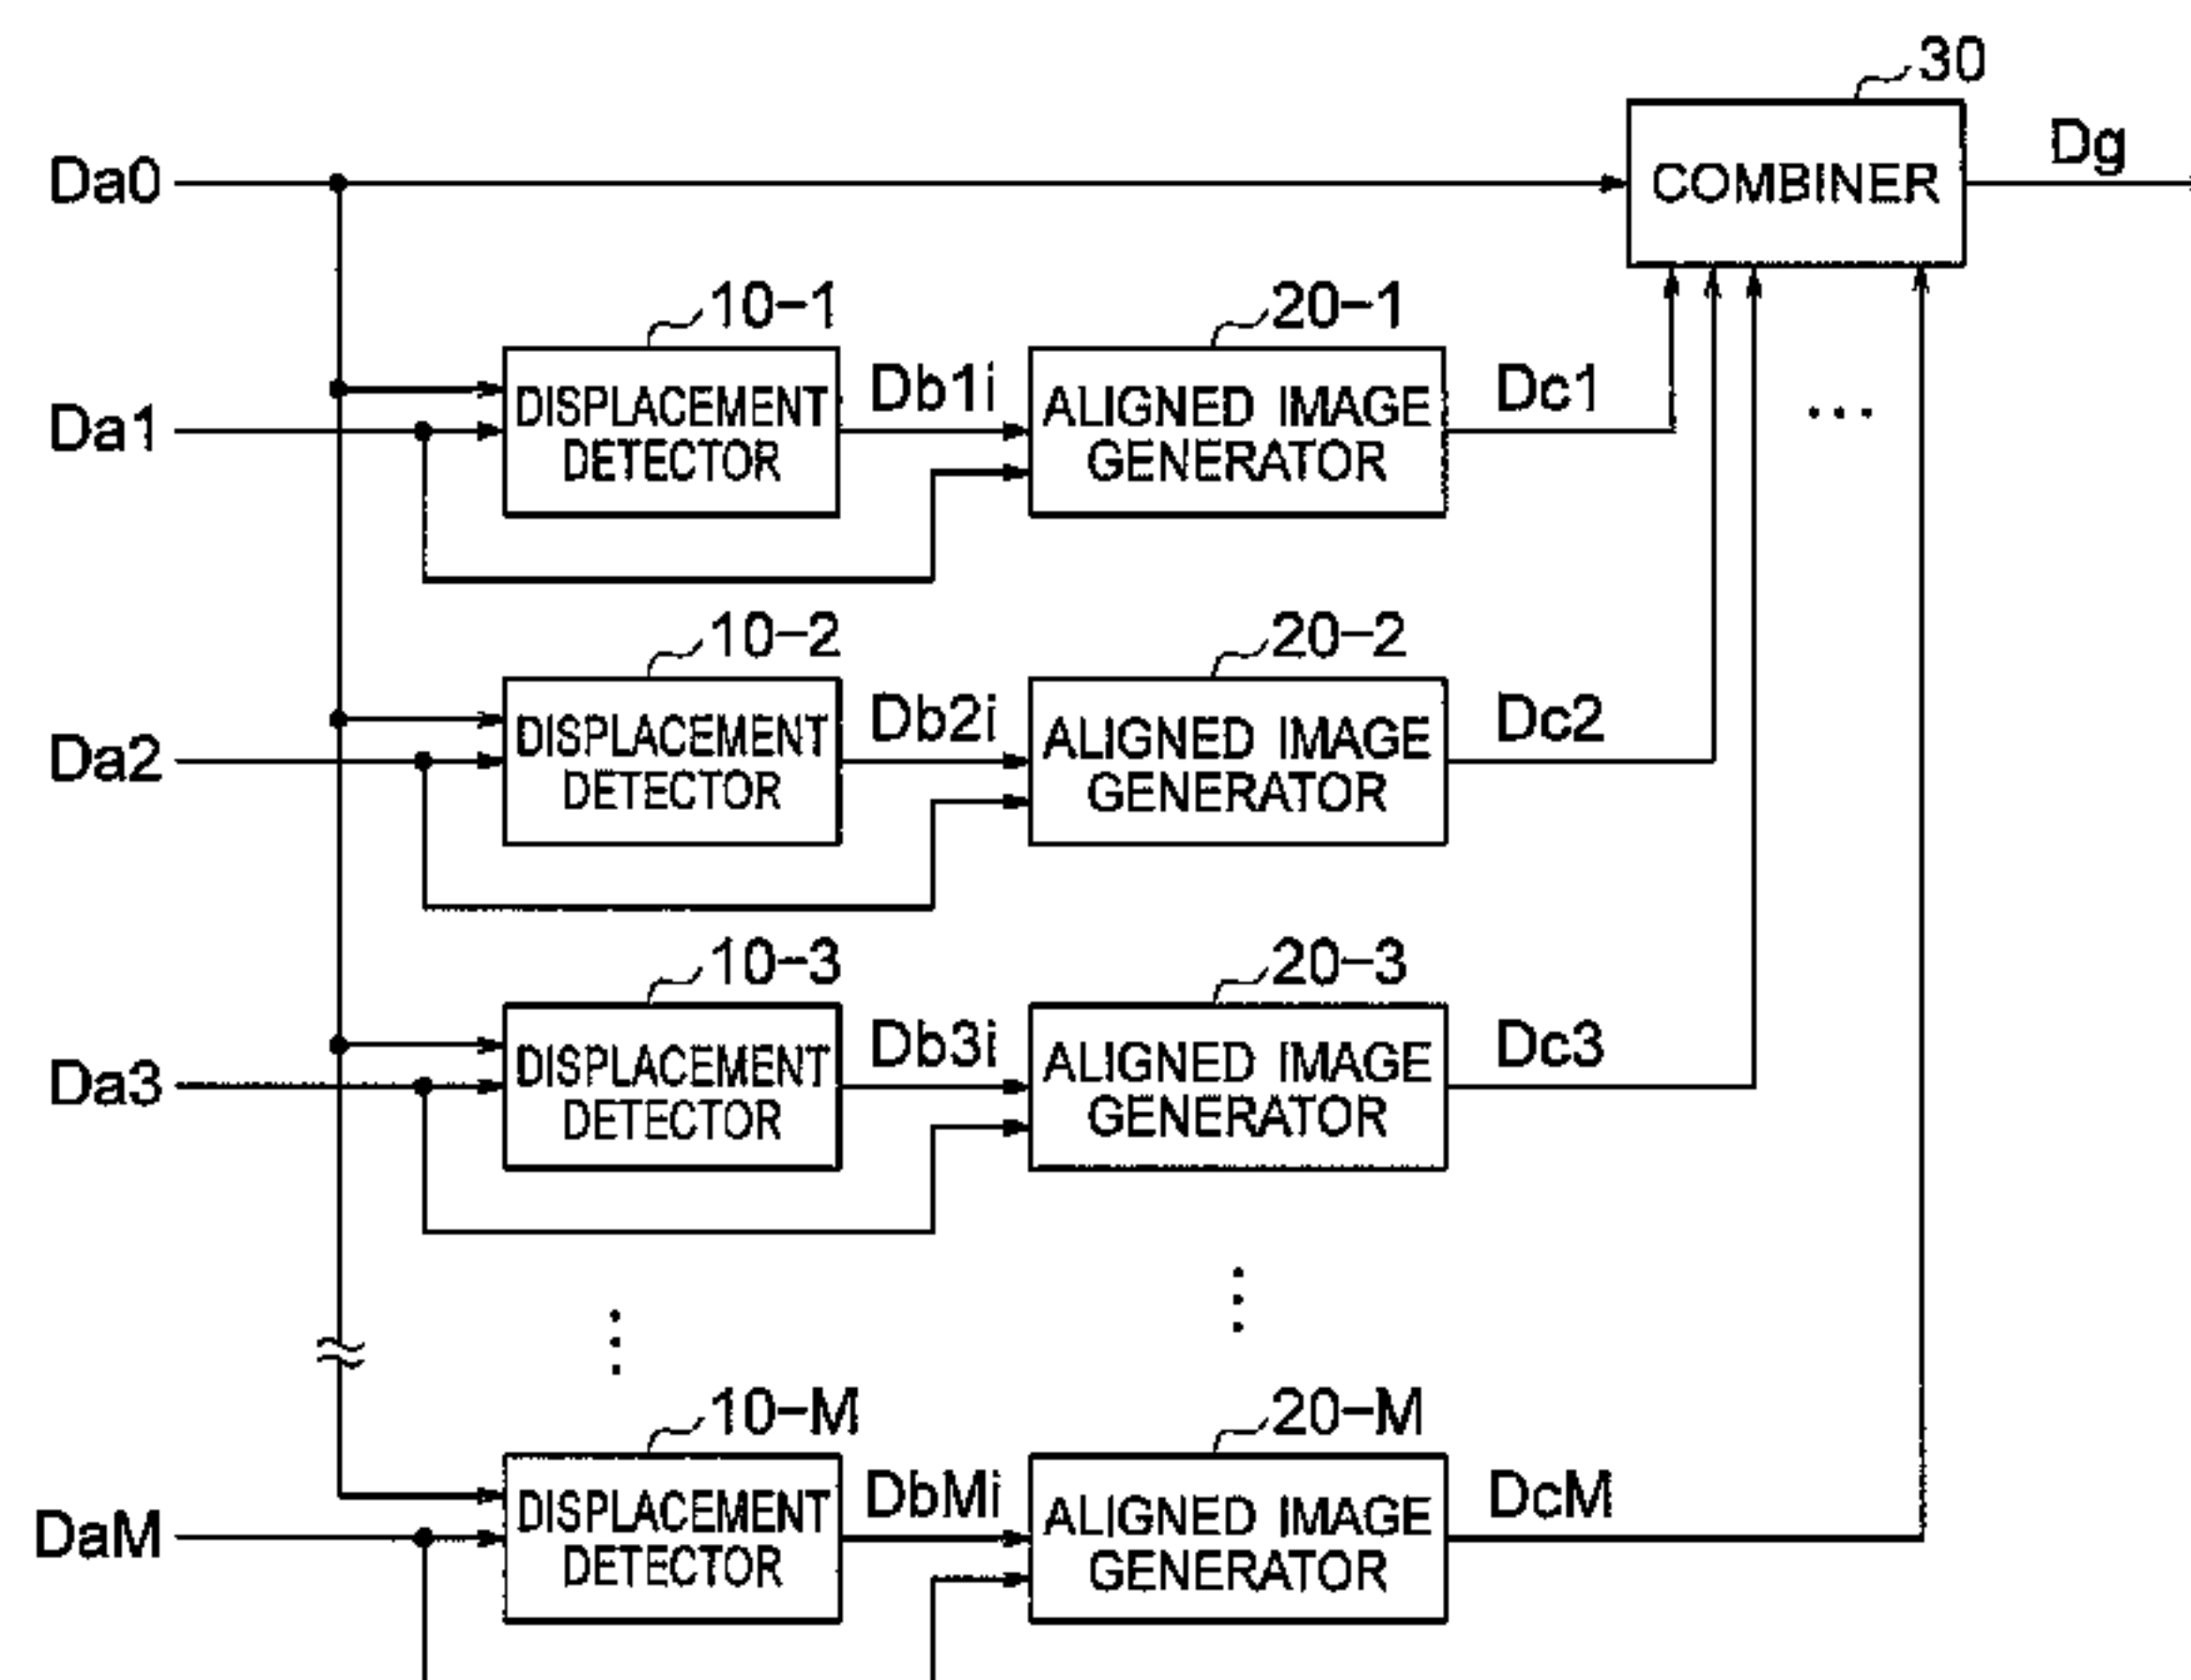 30
Da0
COMBINER
Dg
10-1
20-1
Da1
DISPLACEMENT
DETECTOR
Db1i
ALIGNED IMAGE
GENERATOR
Dc1
...
10-2
20-2
Da2
DISPLACEMENT
DETECTOR
Db2i
ALIGNED IMAGE
GENERATOR
Dc2
10-3
20-3
Da3
DISPLACEMENT
DETECTOR
Db3i
ALIGNED IMAGE
GENERATOR
Dc3
10-M
20-M
DaM
DISPLACEMENT
DETECTOR
DbMi
ALIGNED IMAGE
GENERATOR
DcM